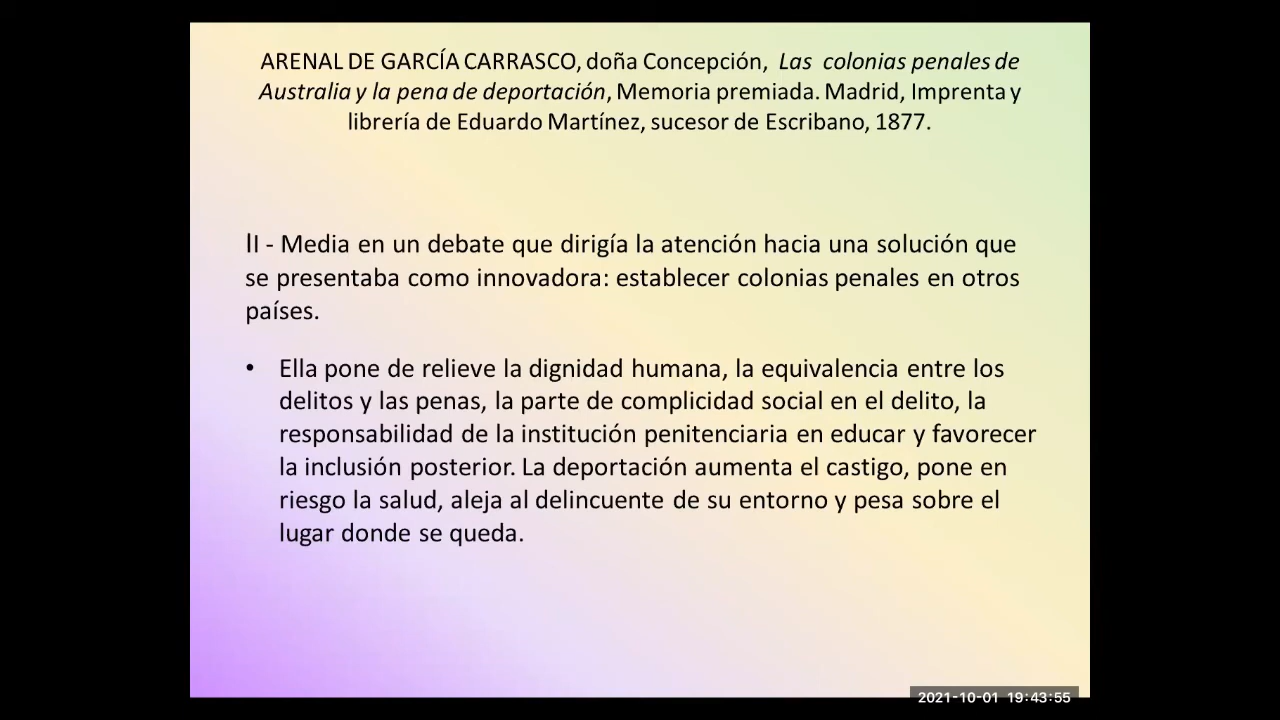 ARENAL DE GARCÍA CARRASCO, doña Concepción, Las colonias penales de
Australia y la pena de deportación, Memoria premiada. Madrid, Imprenta y
librería de Eduardo Martínez, sucesor de Escribano, 1877.
II - Media en un debate que dirigía la atención hacia una solución que
se presentaba como innovadora: establecer colonias penales en otros
países.
• Ella pone de relieve la dignidad humana, la equivalencia entre los
delitos y las penas, la parte de complicidad social en el delito, la
responsabilidad de la institución penitenciaria en educar y favorecer
la inclusión posterior. La deportación aumenta el castigo, pone en
riesgo la salud, aleja al delincuente de su entorno y pesa sobre el
lugar donde se queda.
2021-10-01 19:43:55